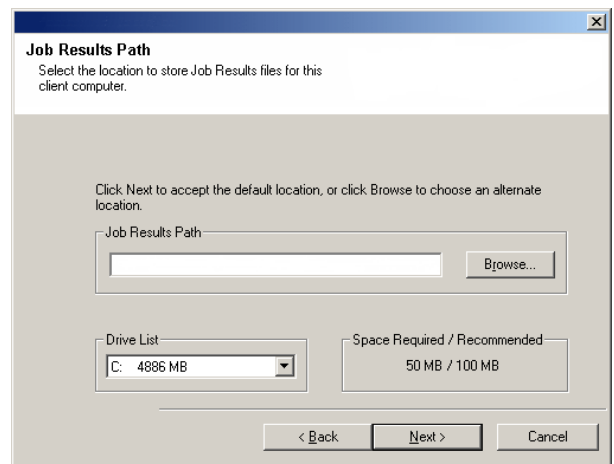 Job Results Path
Select the location to store Job Results files for this
client computer.
Click Next to accept the default location, or click Browse to choose an alternate
location.
Job Results Path
Browse...
Drive List
C: 4886 MB
Space Required / Recommended
50 MB / 100 MB
< Back
Next >
Cancel